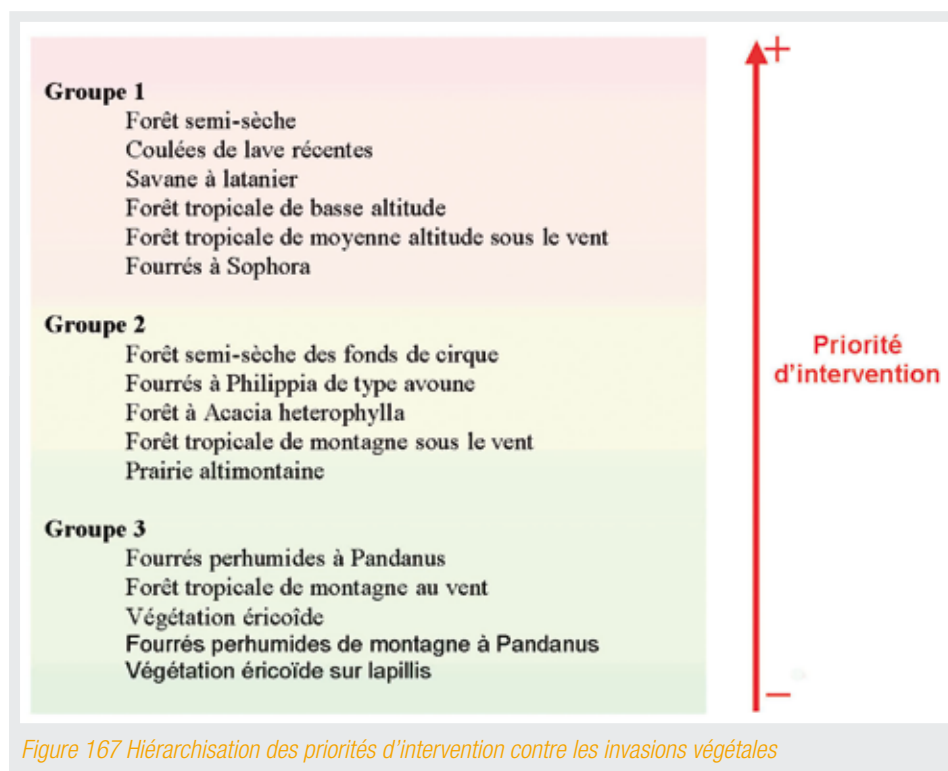 Groupe 1
Forêt semi-sèche
Coulées de lave récentes
Savane à latanier
Forêt tropicale de basse altitude
Forêt tropicale de moyenne altitude sous le vent
Fourrés à Sophora
Groupe 2
Forêt semi-sèche des fonds de cirque
Fourrés à Philippia de type avoune
Forêt à Acacia heterophylla
Forêt tropicale de montagne sous le vent
Prairie altimontaine
Groupe 3
Fourrés perhumides à Pandanus
Forêt tropicale de montagne au vent
Végétation éricoîde
Fourrés perhumides de montagne à Pandanus
Végétation éricoïde sur lapillis
+
Priorité
d'intervention
−
Figure 167 Hiérarchisation des priorités d'intervention contre les invasions végétales